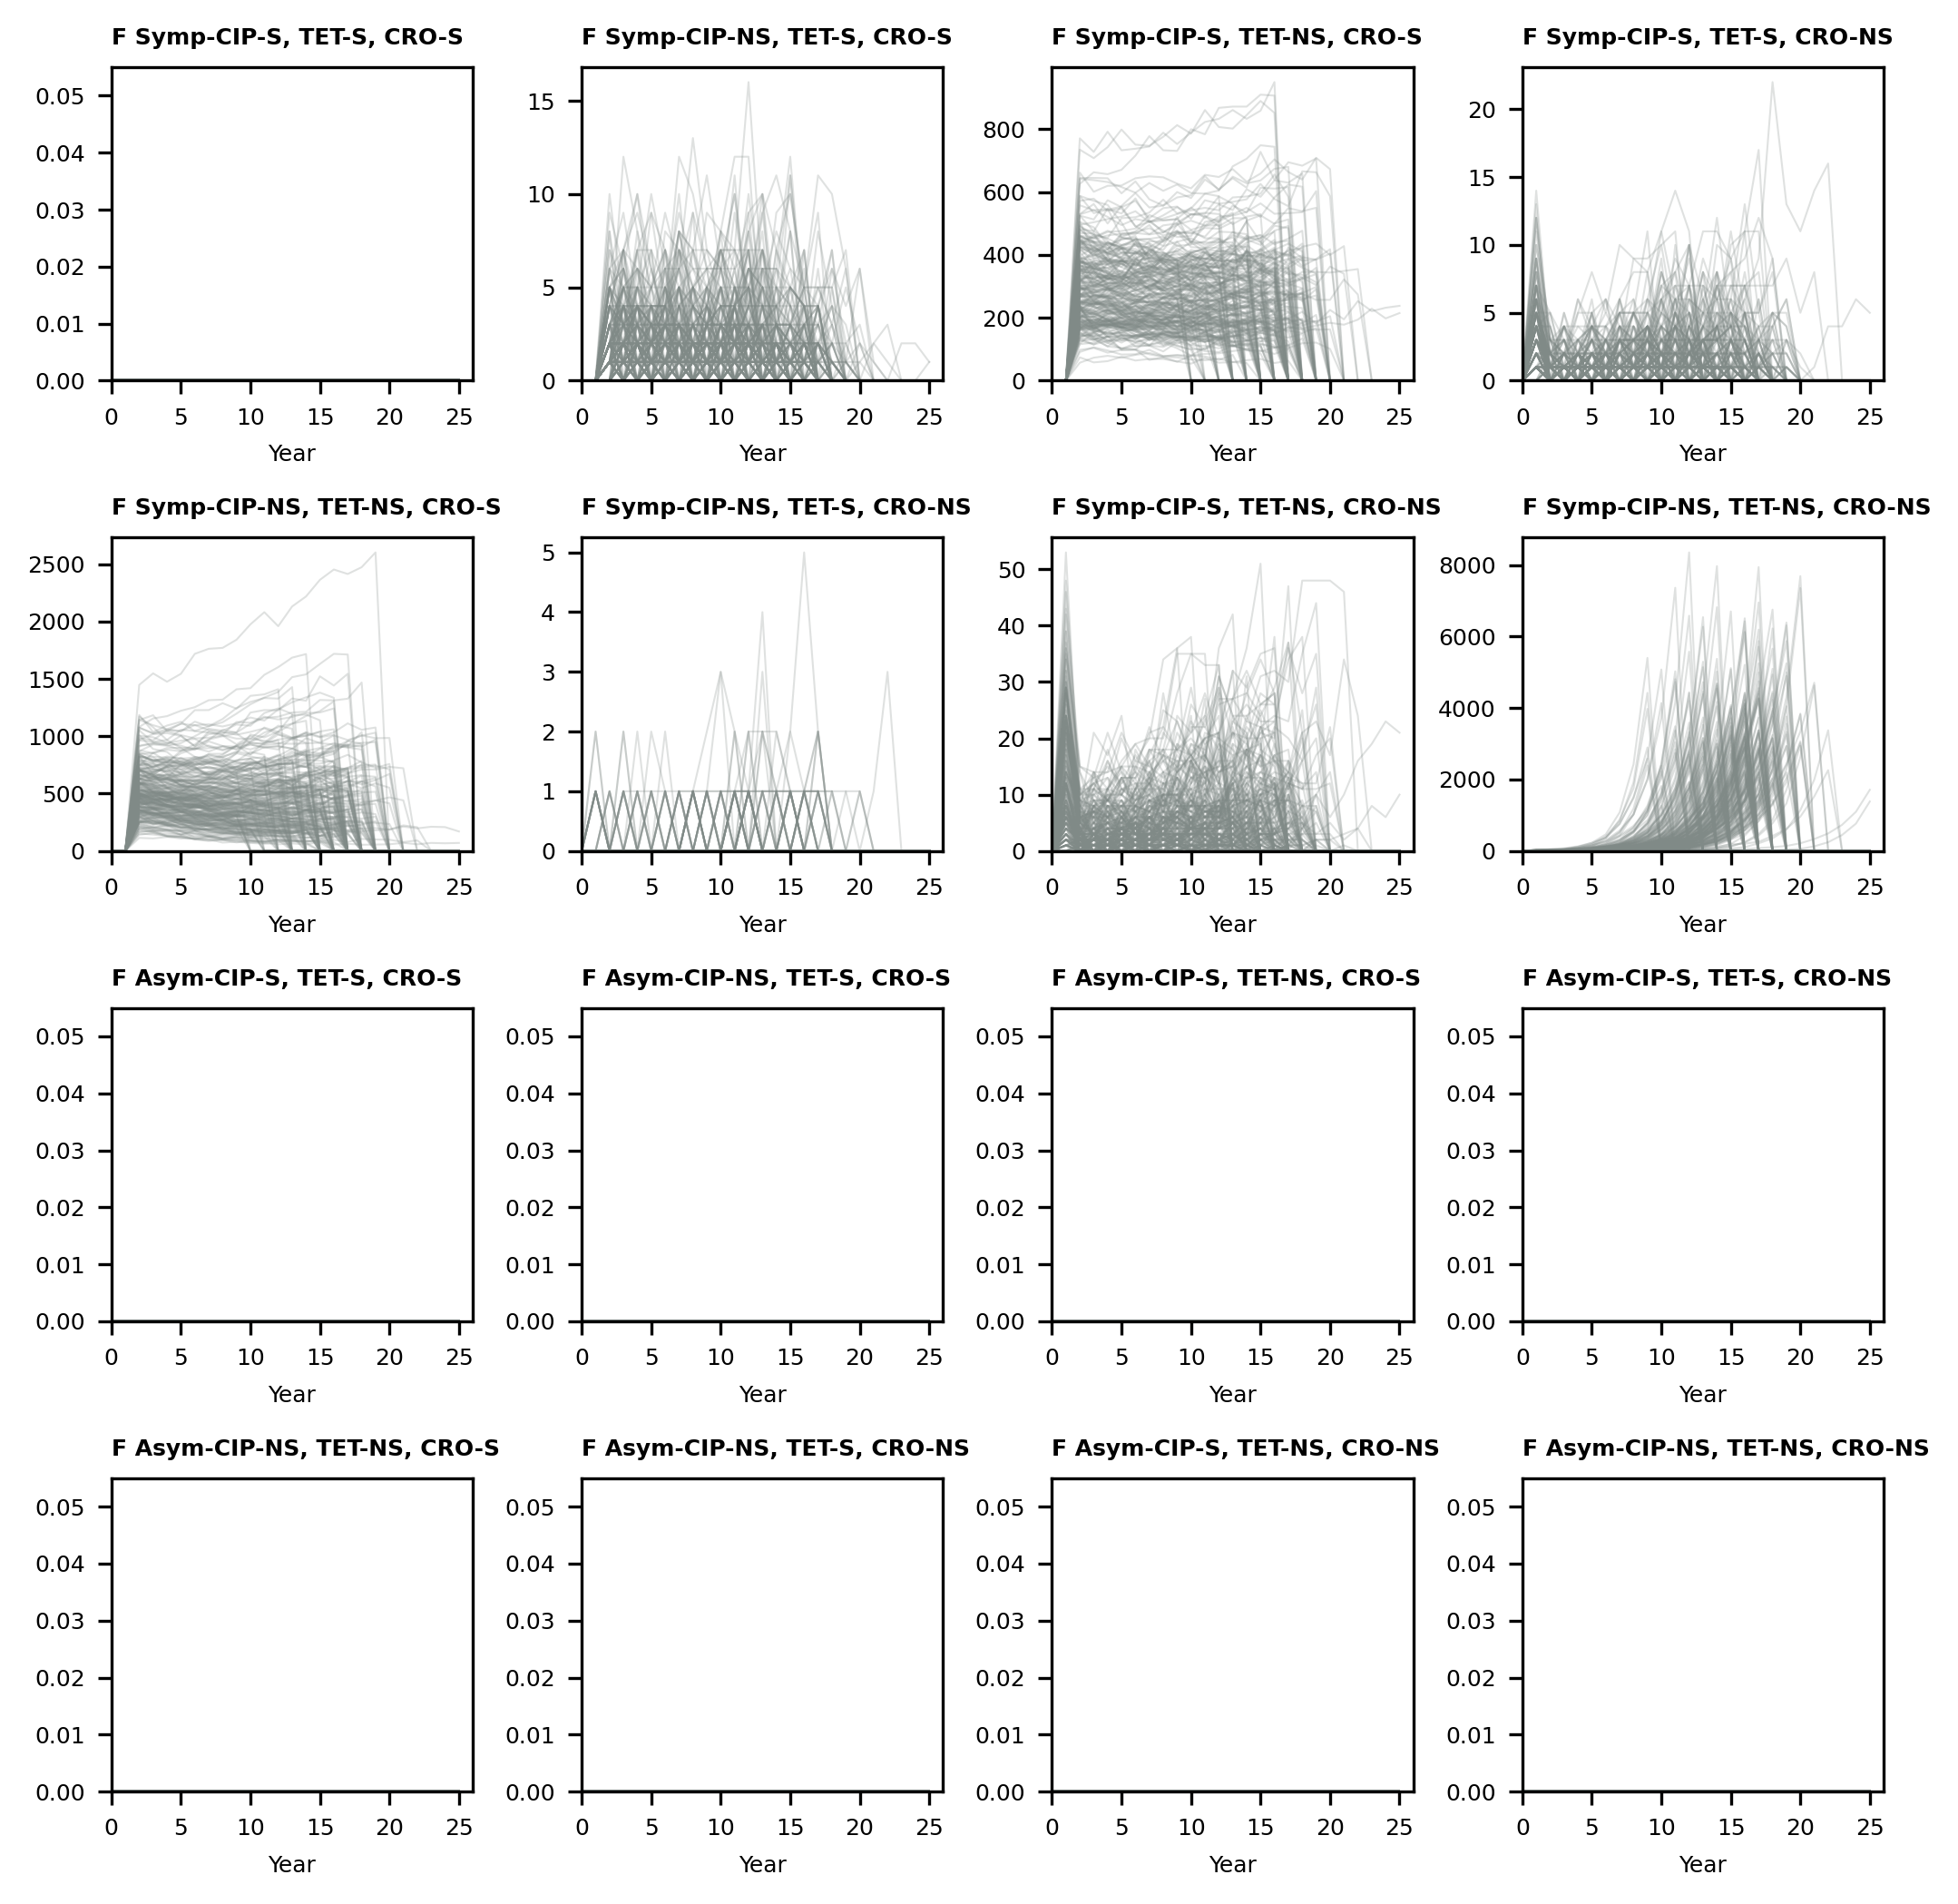 F Symp-CIP-S, TET-S, CRO-S
0.05
0.04
0.03
0.02
0.01
0.00
0 5 10 15 20 25
Year
F Symp-CIP-NS, TET-S, CRO-S
15
10
5
0
0 5 10 15 20 25
Year
F Symp-CIP-S, TET-NS, CRO-S
800
600
400
200
0
0 5 10 15 20 25
Year
F Symp-CIP-S, TET-S, CRO-NS
20
15
10
5
0
0 5 10 15 20 25
Year
F Symp-CIP-NS, TET-NS, CRO-S
2500
2000
1500
1000
500
0
0 5 10 15 20 25
Year
F Symp-CIP-NS, TET-S, CRO-NS
5
4
3
2
1
0
0 5 10 15 20 25
Year
F Symp-CIP-S, TET-NS, CRO-NS
50
40
30
20
10
0
0 5 10 15 20 25
Year
F Symp-CIP-NS, TET-NS, CRO-NS
8000
6000
4000
2000
0
0 5 10 15 20 25
Year
F Asym-CIP-S, TET-S, CRO-S
0.05
0.04
0.03
0.02
0.01
0.00
0 5 10 15 20 25
Year
F Asym-CIP-NS, TET-S, CRO-S
0.05
0.04
0.03
0.02
0.01
0.00
0 5 10 15 20 25
Year
F Asym-CIP-S, TET-NS, CRO-S
0.05
0.04
0.03
0.02
0.01
0.00
0 5 10 15 20 25
Year
F Asym-CIP-S, TET-S, CRO-NS
0.05
0.04
0.03
0.02
0.01
0.00
0 5 10 15 20 25
Year
F Asym-CIP-NS, TET-NS, CRO-S
0.05
0.04
0.03
0.02
0.01
0.00
0 5 10 15 20 25
Year
F Asym-CIP-NS, TET-S, CRO-NS
0.05
0.04
0.03
0.02
0.01
0.00
0 5 10 15 20 25
Year
F Asym-CIP-S, TET-NS, CRO-NS
0.05
0.04
0.03
0.02
0.01
0.00
0 5 10 15 20 25
Year
F Asym-CIP-NS, TET-NS, CRO-NS
0.05
0.04
0.03
0.02
0.01
0.00
0 5 10 15 20 25
Year